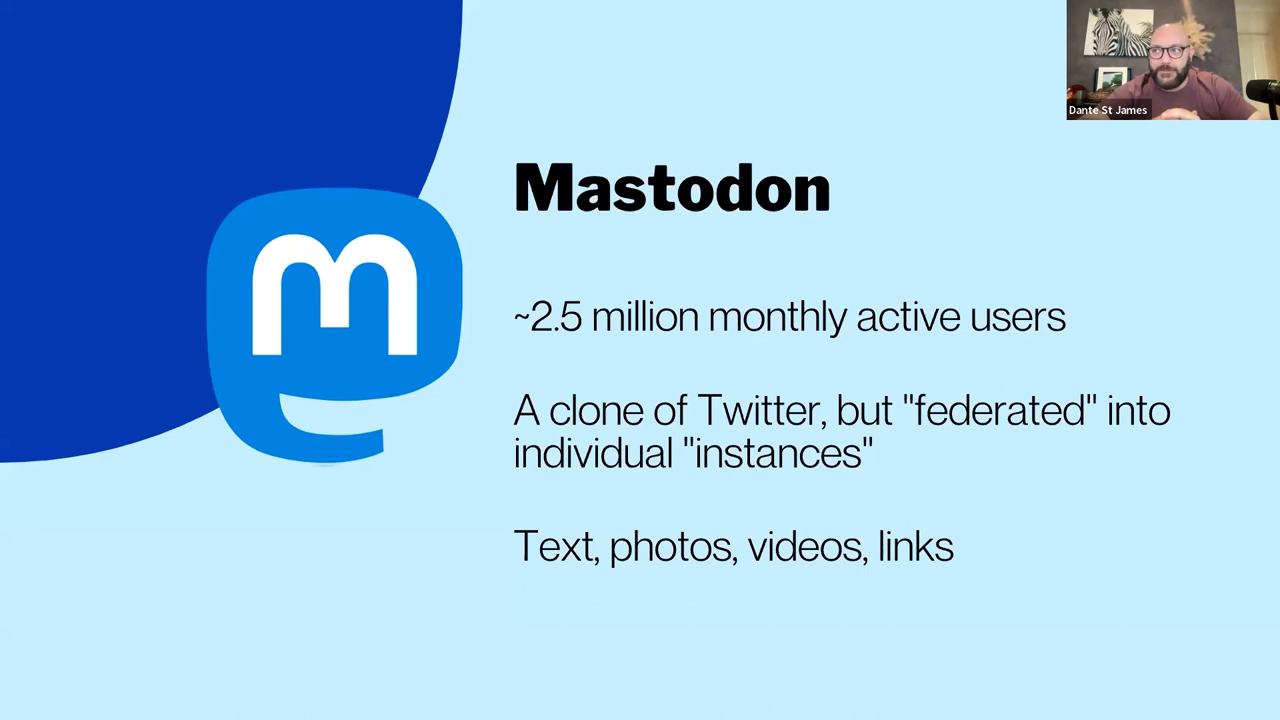 Dante St James
Mastodon
~2.5 million monthly active users
A clone of Twitter, but "federated" into
individual "instances"
Text, photos, videos, links